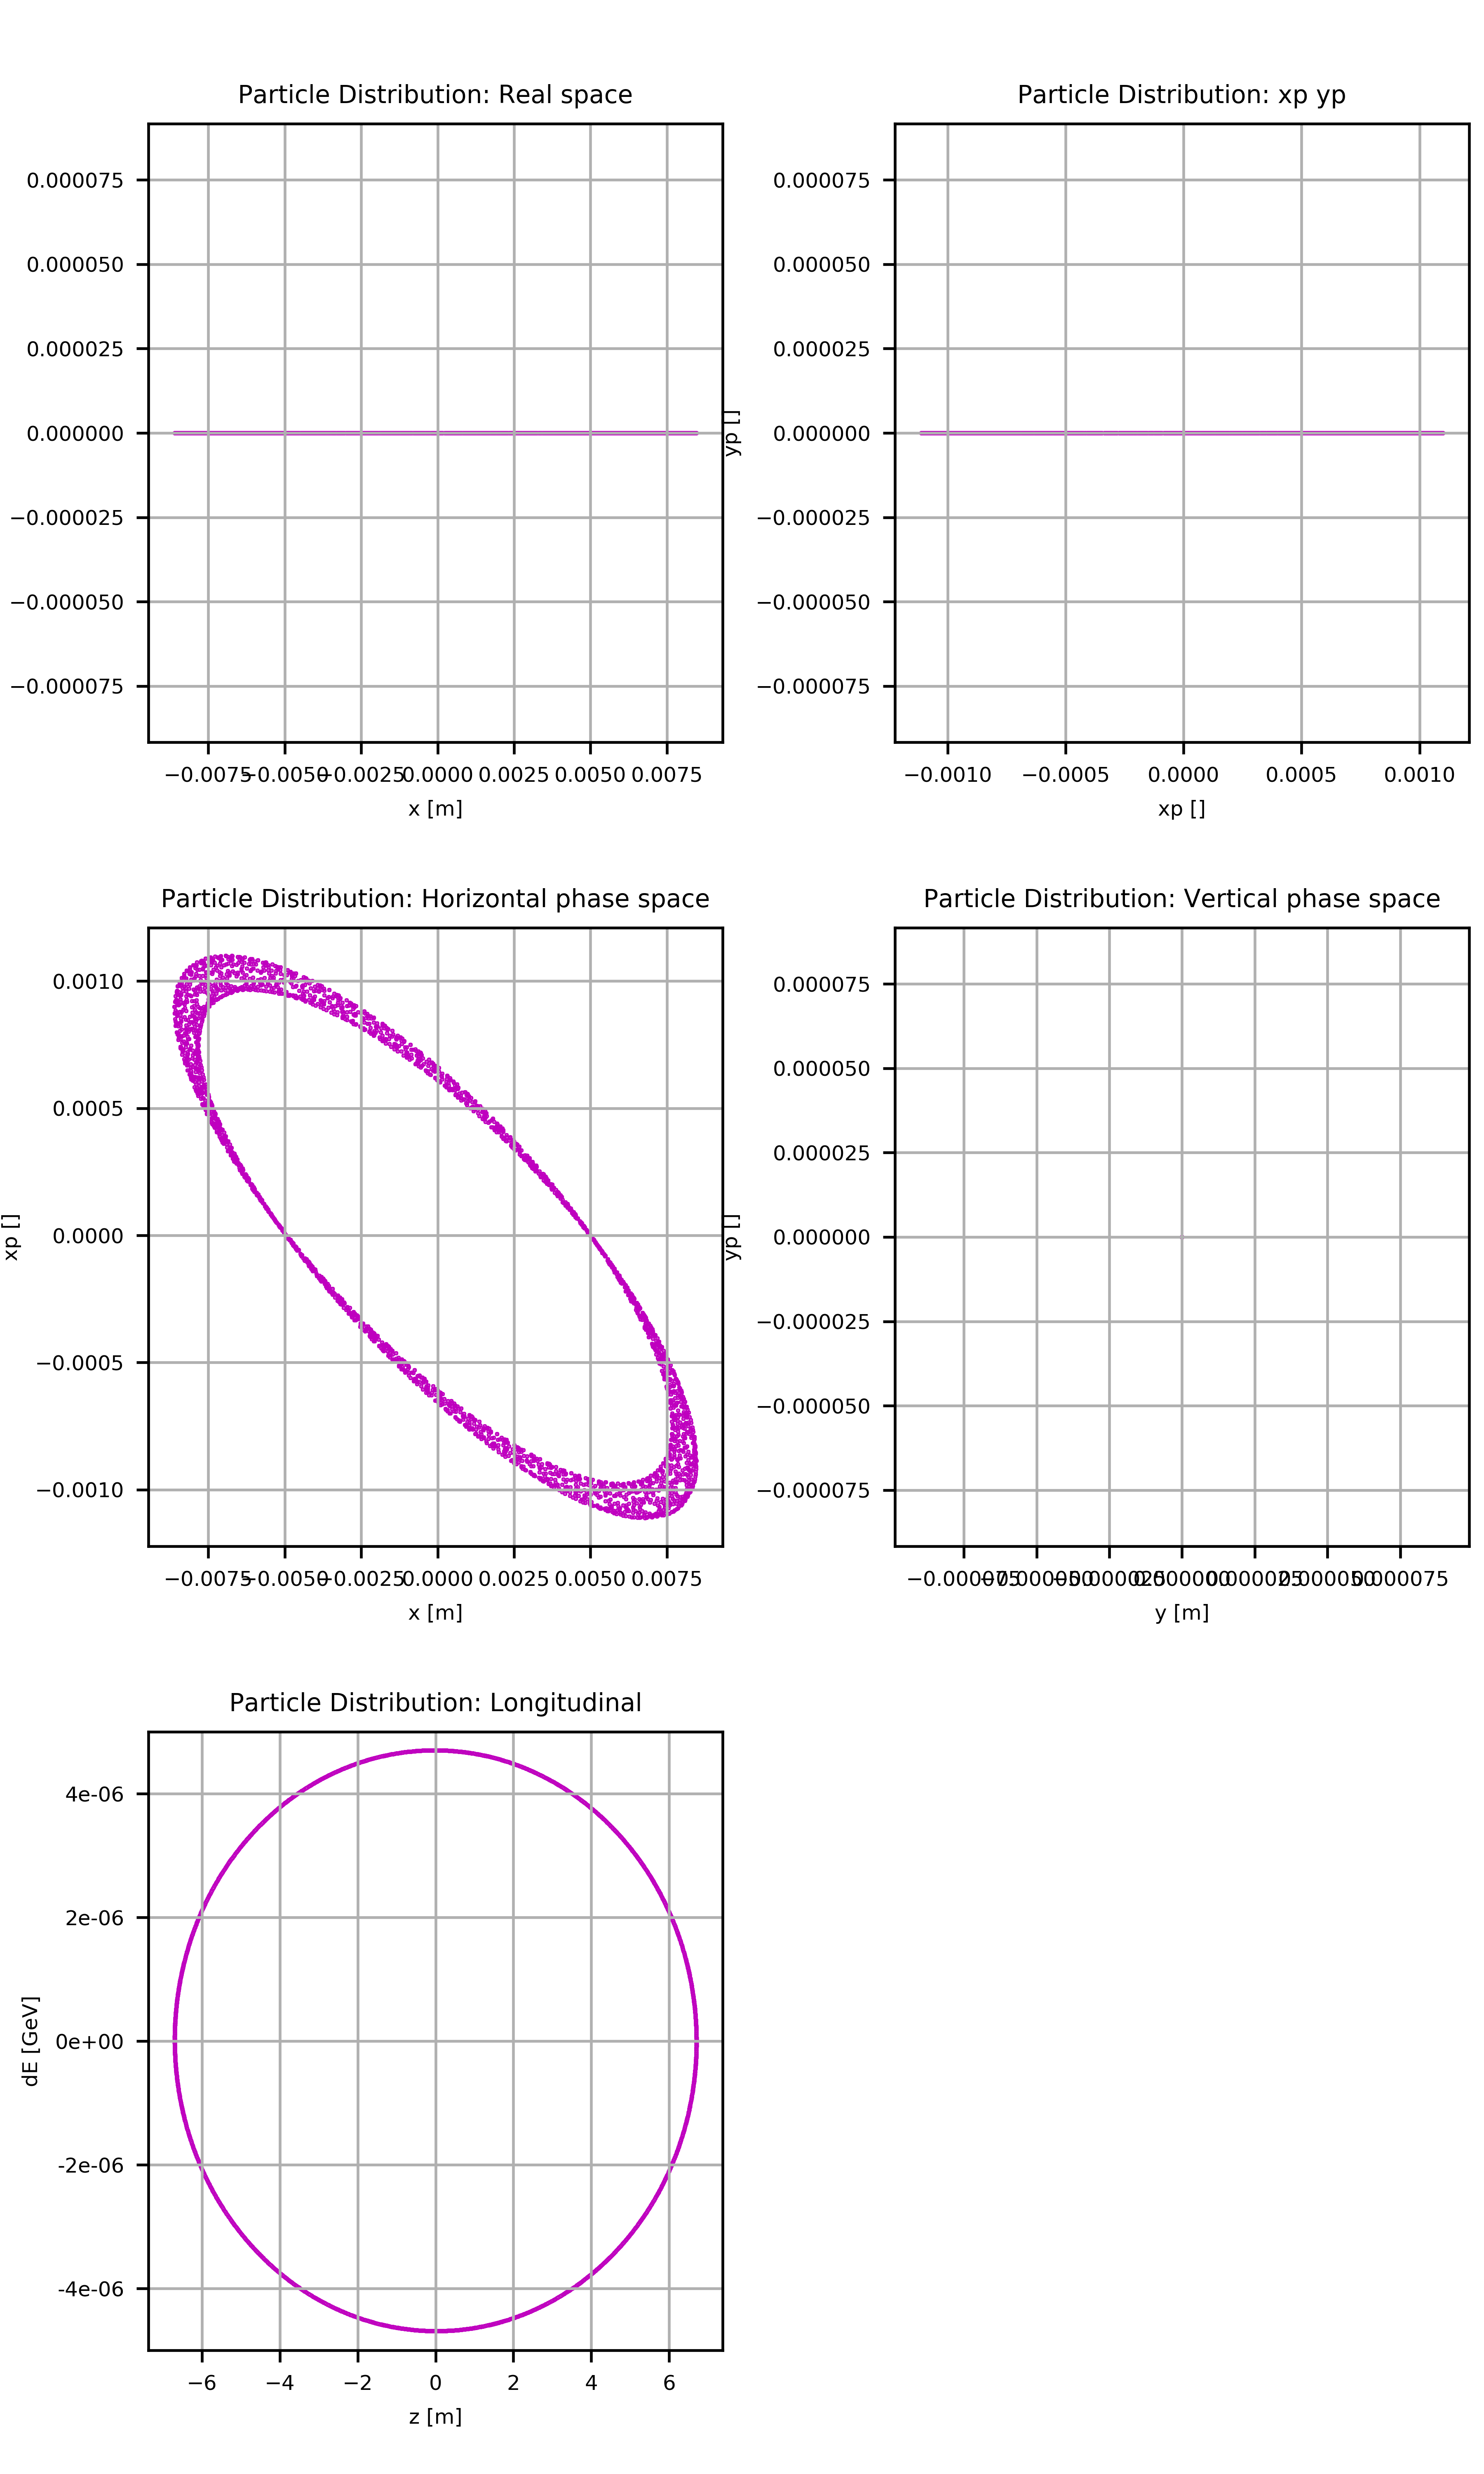 Particle Distribution: Real space
0.000075
0.000050
0.000025
0.000000
−0.000025
−0.000050
−0.000075
−0.0075 −0.0050 −0.0025 0.0000 0.0025 0.0050 0.0075
x [m]
Particle Distribution: xp yp
yp []
0.000075
0.000050
0.000025
0.000000
−0.000025
−0.000050
−0.000075
−0.0010 −0.0005 0.0000 0.0005 0.0010
xp []
Particle Distribution: Horizontal phase space
xp []
0.0010
0.0005
0.0000
−0.0005
−0.0010
−0.0075 −0.0050 −0.0025 0.0000 0.0025 0.0050 0.0075
x [m]
Particle Distribution: Vertical phase space
yp []
0.000075
0.000050
0.000025
0.000000
−0.000025
−0.000050
−0.000075
−0.000075 −0.000050 −0.000025 0.000000 0.000025 0.000050 0.000075
y [m]
Particle Distribution: Longitudinal
dE [GeV]
4e-06
2e-06
0e+00
-2e-06
-4e-06
−6 −4 −2 0 2 4 6
z [m]